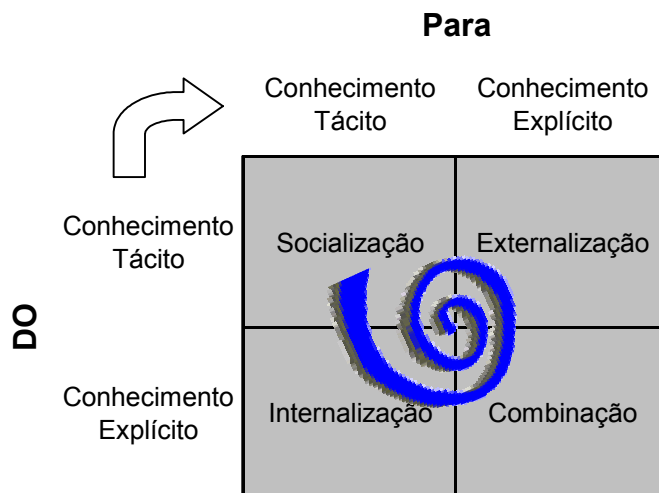 Para
Conhecimento
Tácito
Conhecimento
Explícito
DO
Conhecimento
Tácito
Socialização
Externalização
Conhecimento
Explícito
Internalização
Combinação